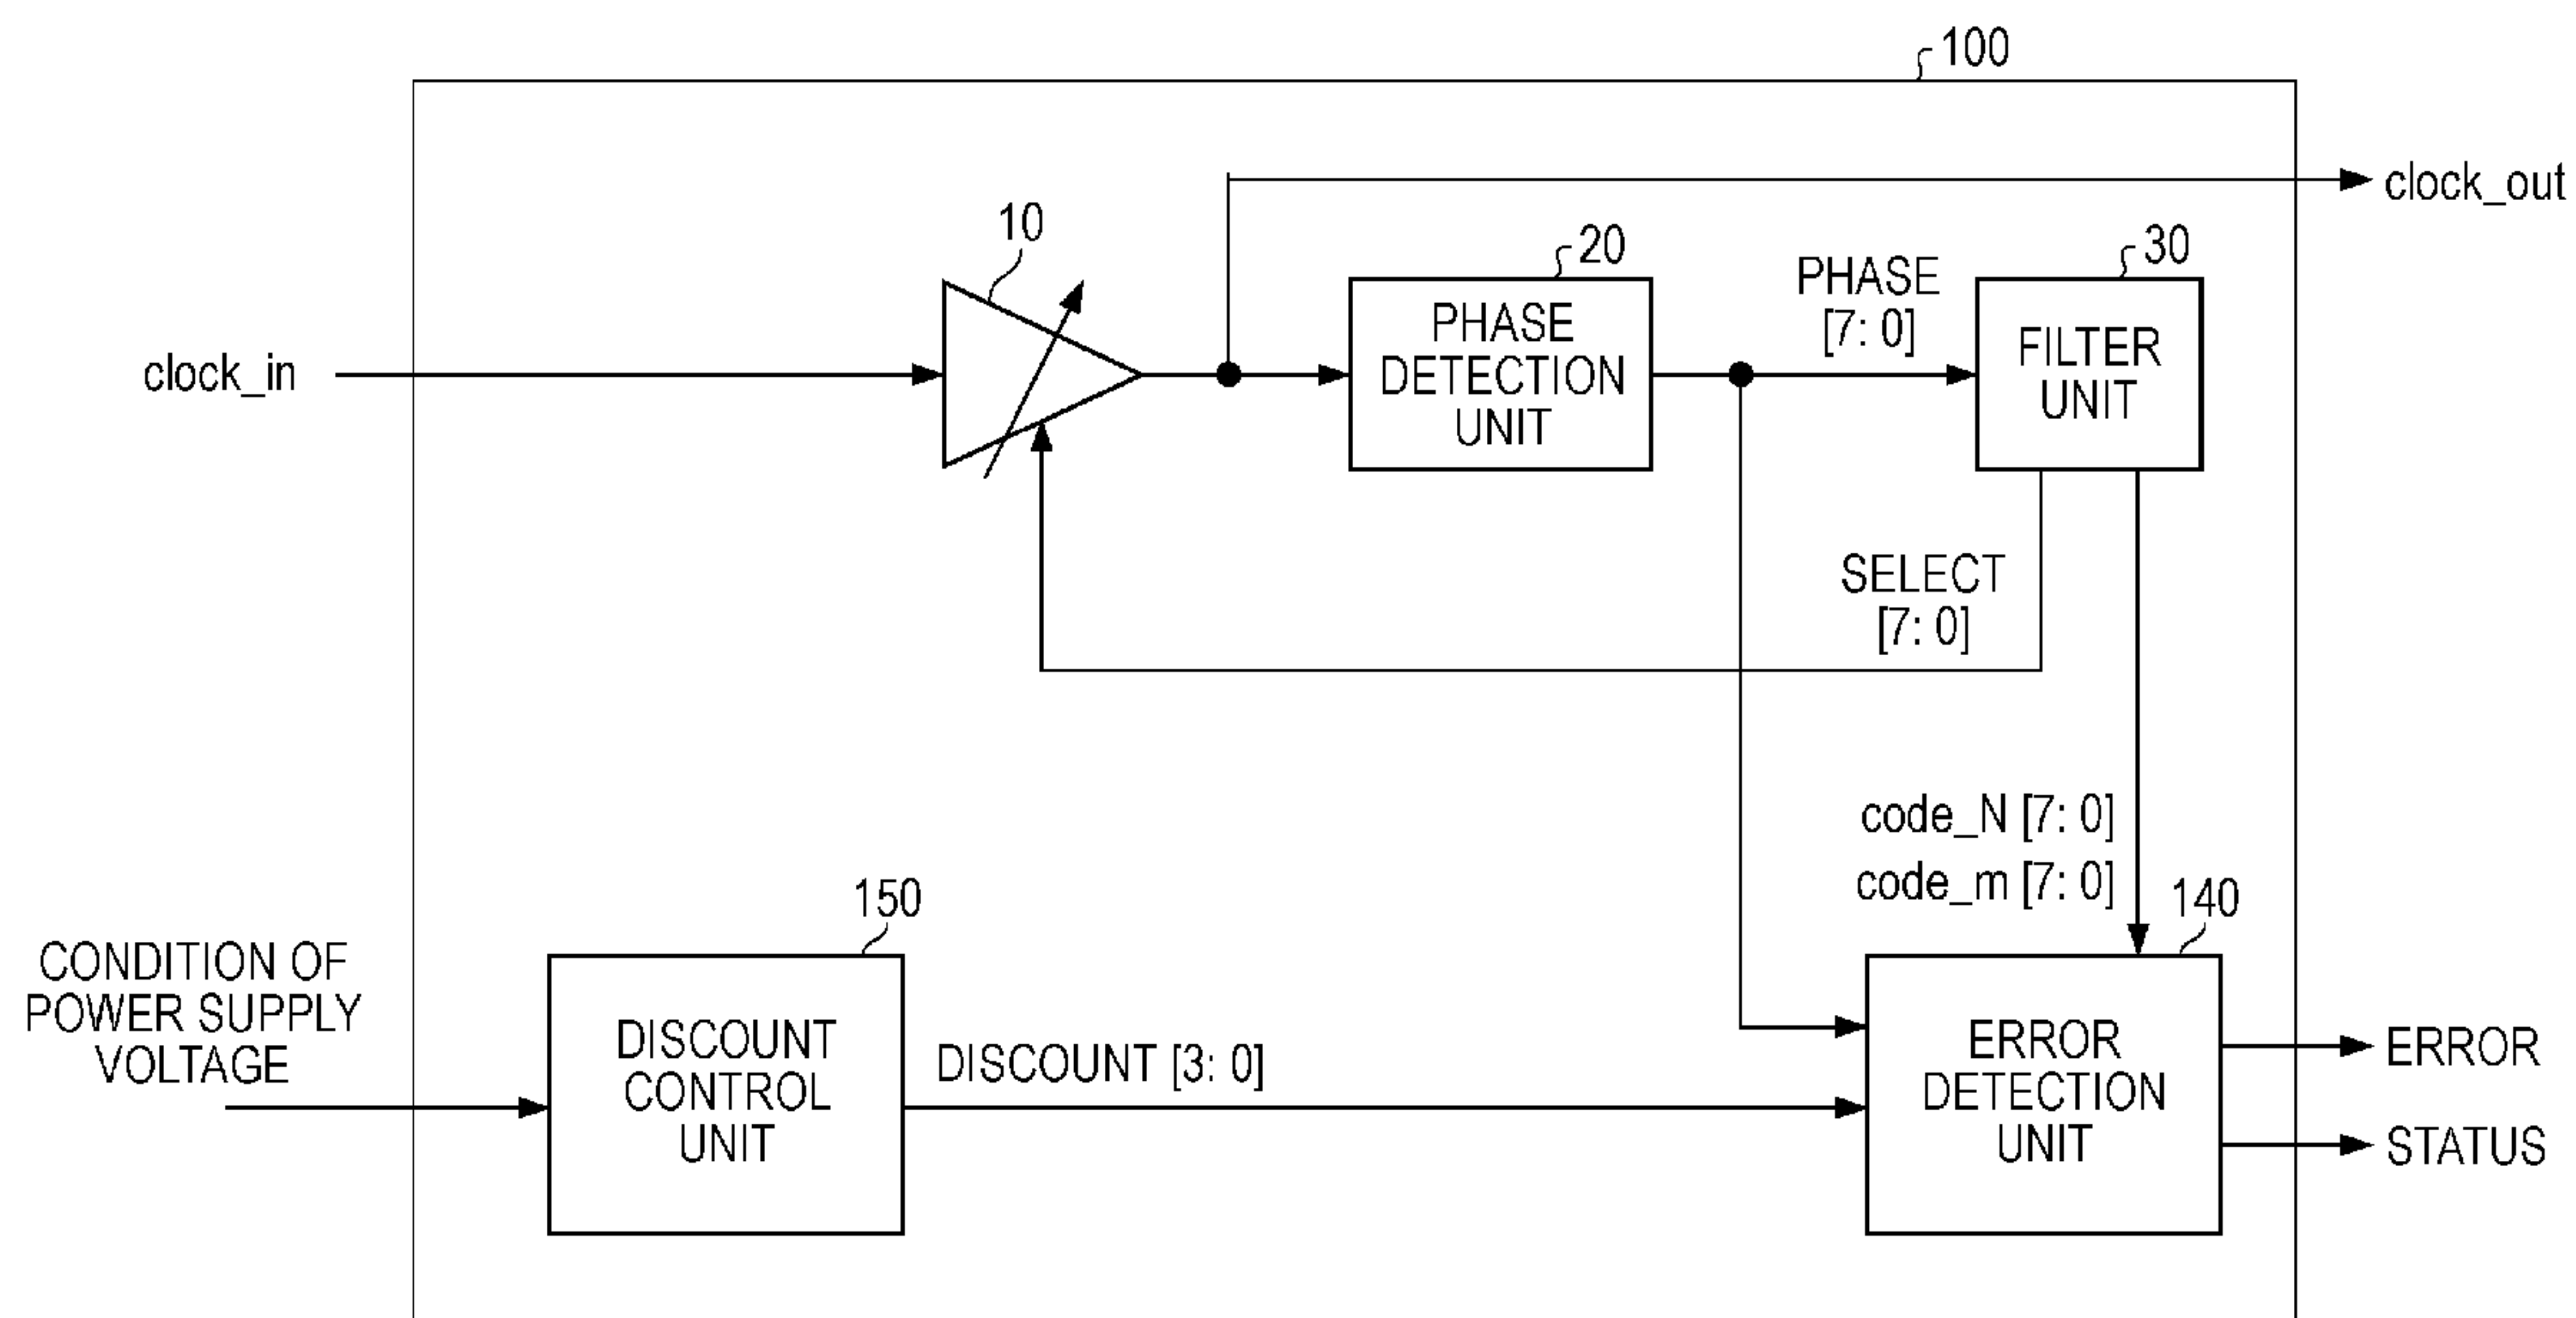 100
clock_out
10
20
PHASE
[7: 0]
30
clock_in
PHASE
DETECTION
UNIT
FILTER
UNIT
SELECT
[7: 0]
code_N [7: 0]
code_m [7: 0]
150
140
CONDITION OF
POWER SUPPLY
VOLTAGE
DISCOUNT
CONTROL
UNIT
DISCOUNT [3: 0]
ERROR
DETECTION
UNIT
ERROR
STATUS